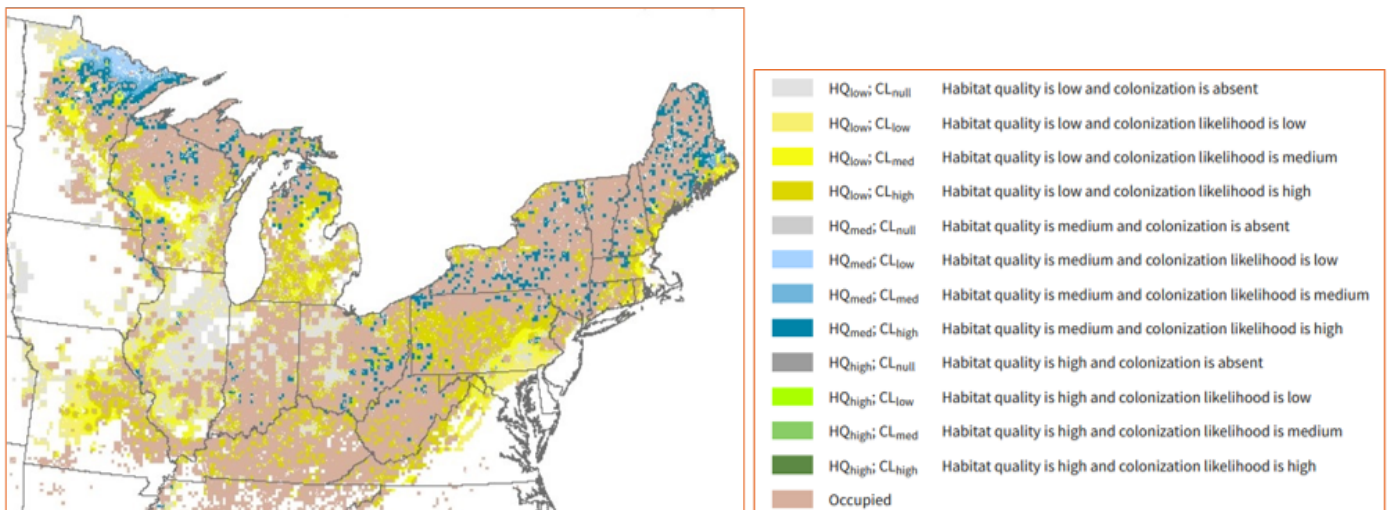 HQlow; CLnull Habitat quality is low and colonization is absent
HQlow; CLlow Habitat quality is low and colonization likelihood is low
HQlow; CLmed Habitat quality is low and colonization likelihood is medium
HQlow; CLhigh Habitat quality is low and colonization likelihood is high
HQmed; CLnull Habitat quality is medium and colonization is absent
HQmed; CLlow Habitat quality is medium and colonization likelihood is low
HQmed; CLmed Habitat quality is medium and colonization likelihood is medium
HQmed; CLhigh Habitat quality is medium and colonization likelihood is high
HQhigh; CLnull Habitat quality is high and colonization is absent
HQhigh; CLlow Habitat quality is high and colonization likelihood is low
HQhigh; CLmed Habitat quality is high and colonization likelihood is medium
HQhigh; CLhigh Habitat quality is high and colonization likelihood is high
Occupied